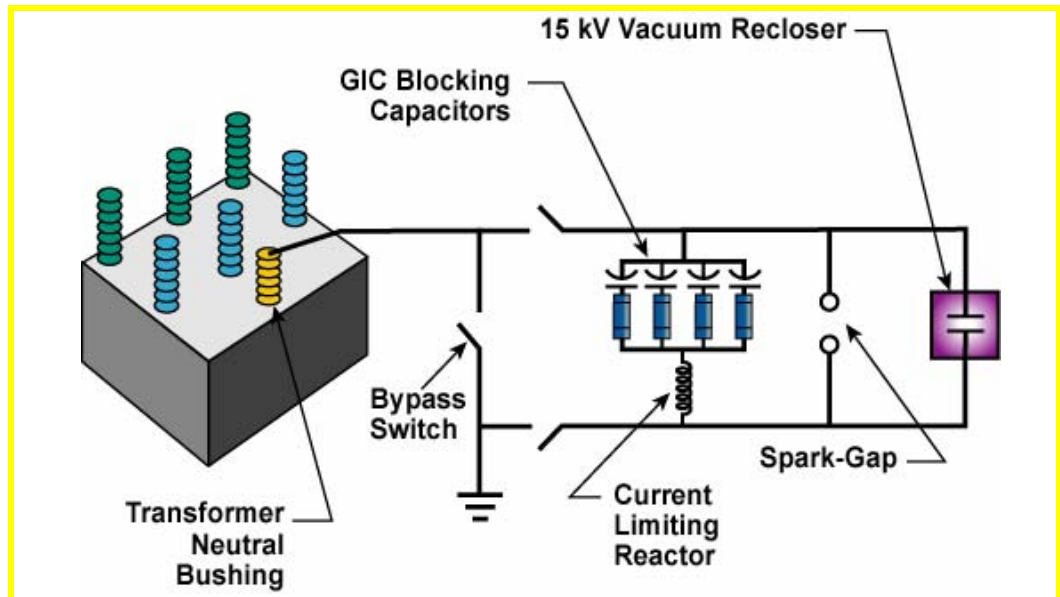 15 kV Vacuum Recloser
GIC Blocking
Capacitors
Bypass
Switch
Spark-Gap
Current
Limiting
Reactor
Transformer
Neutral
Bushing